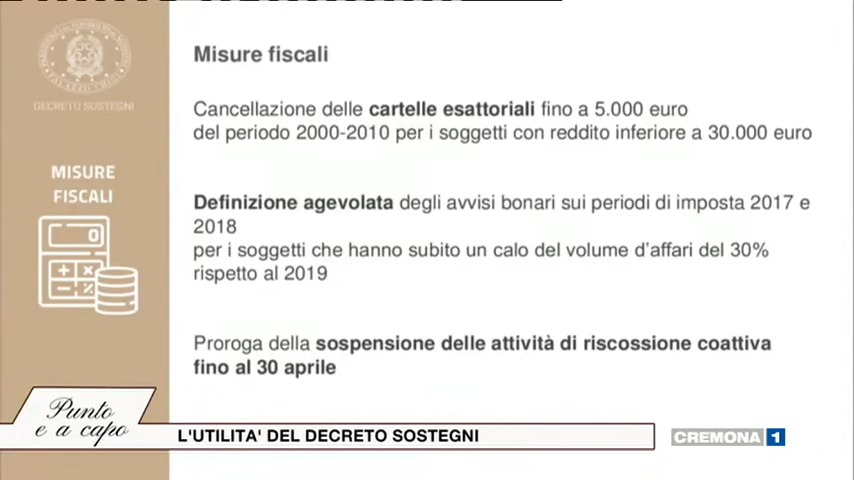 DECRETO SOSTEGNI
MISURE
FISCALI
Misure fiscali
Cancellazione delle cartelle esattoriali fino a 5.000 euro
del periodo 2000-2010 per i soggetti con reddito inferiore a 30.000 euro
Definizione agevolata degli avvisi bonari sui periodi di imposta 2017 e
2018
per i soggetti che hanno subito un calo del volume d'affari del 30%
rispetto al 2019
Proroga della sospensione delle attività di riscossione coattiva
fino al 30 aprile
Punto
e a capo
L'UTILITA' DEL DECRETO SOSTEGNI
CREMONA 1